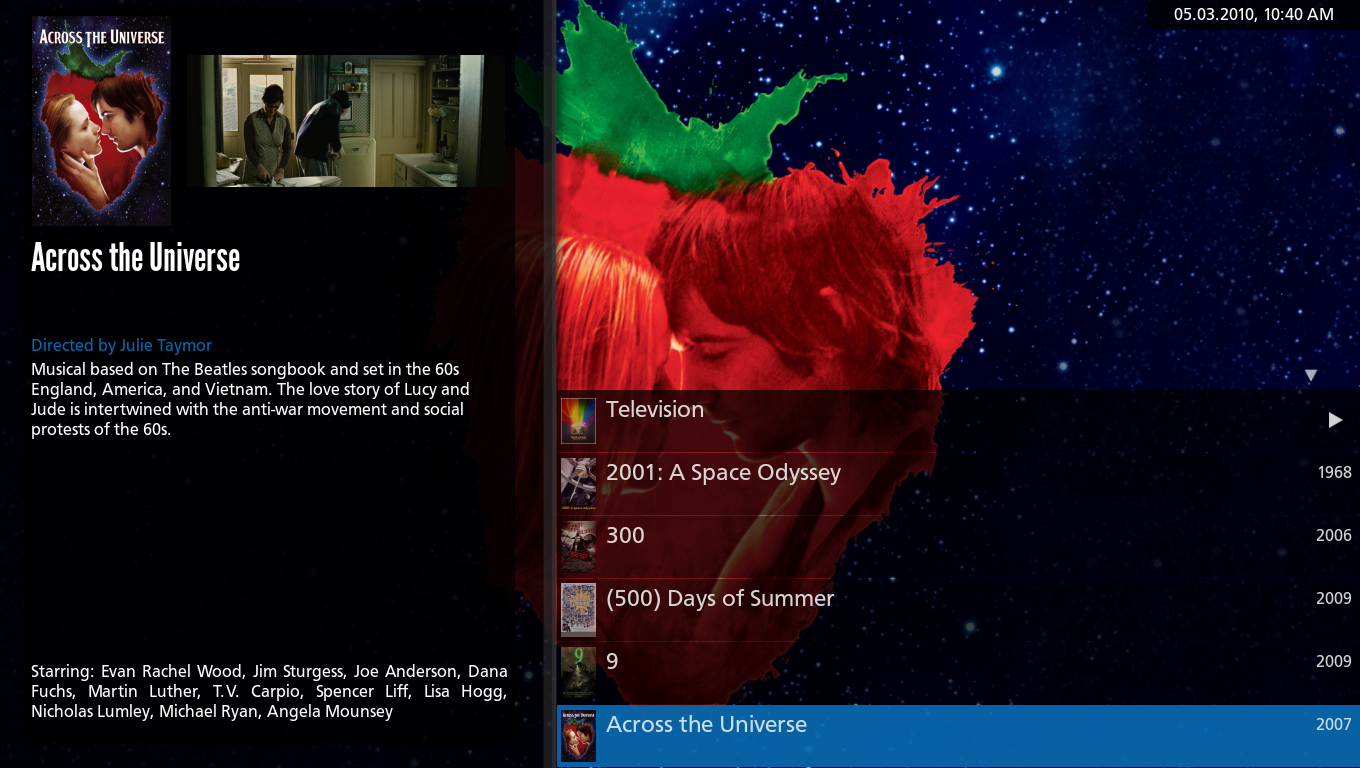 05.03.2010, 10:40 AM
ACROSS THE UNIVERSE
Across the Universe
Directed by Julie Taymor
Musical based on The Beatles songbook and set in the 60s
England, America, and Vietnam. The love story of Lucy and
Jude is intertwined with the anti-war movement and social
protests of the 60s.
Starring: Evan Rachel Wood, Jim Sturgess, Joe Anderson, Dana
Fuchs, Martin Luther, T.V. Carpio, Spencer Liff, Lisa Hogg,
Nicholas Lumley, Michael Ryan, Angela Mounsey
Television
2001: A Space Odyssey 1968
300 2006
(500) Days of Summer 2009
9
9 2009
Across the Universe 2007